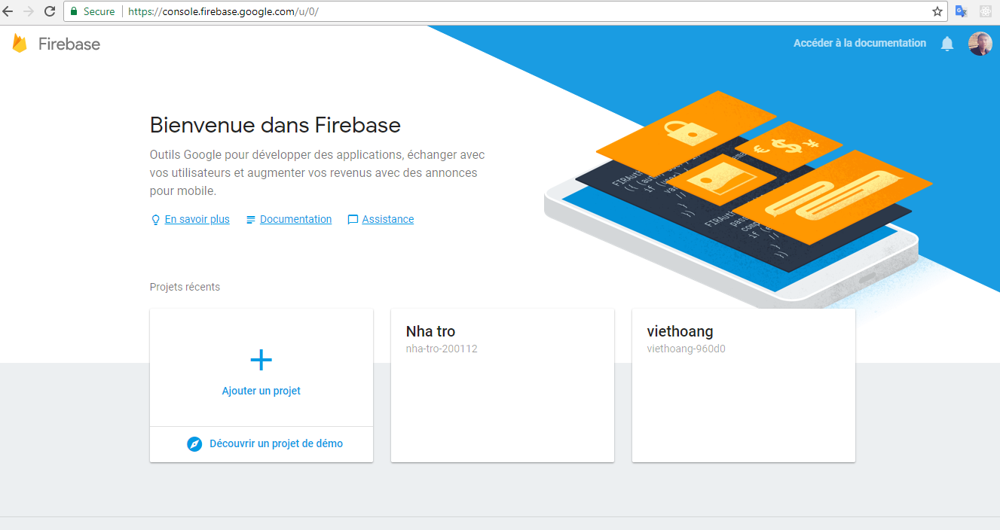 Secure
https://console.firebase.google.com/u/0/
Firebase
Accéder à la documentation
Bienvenue dans Firebase
Outils Google pour développer des applications, échanger avec
vos utilisateurs et augmenter vos revenus avec des annonces
pour mobile.
En savoir plus
Documentation
Assistance
Projets récents
Ajouter un projet
Découvrir un projet de démo
Nha tro
nha-tro-200112
viethoang
viethoang-960d0